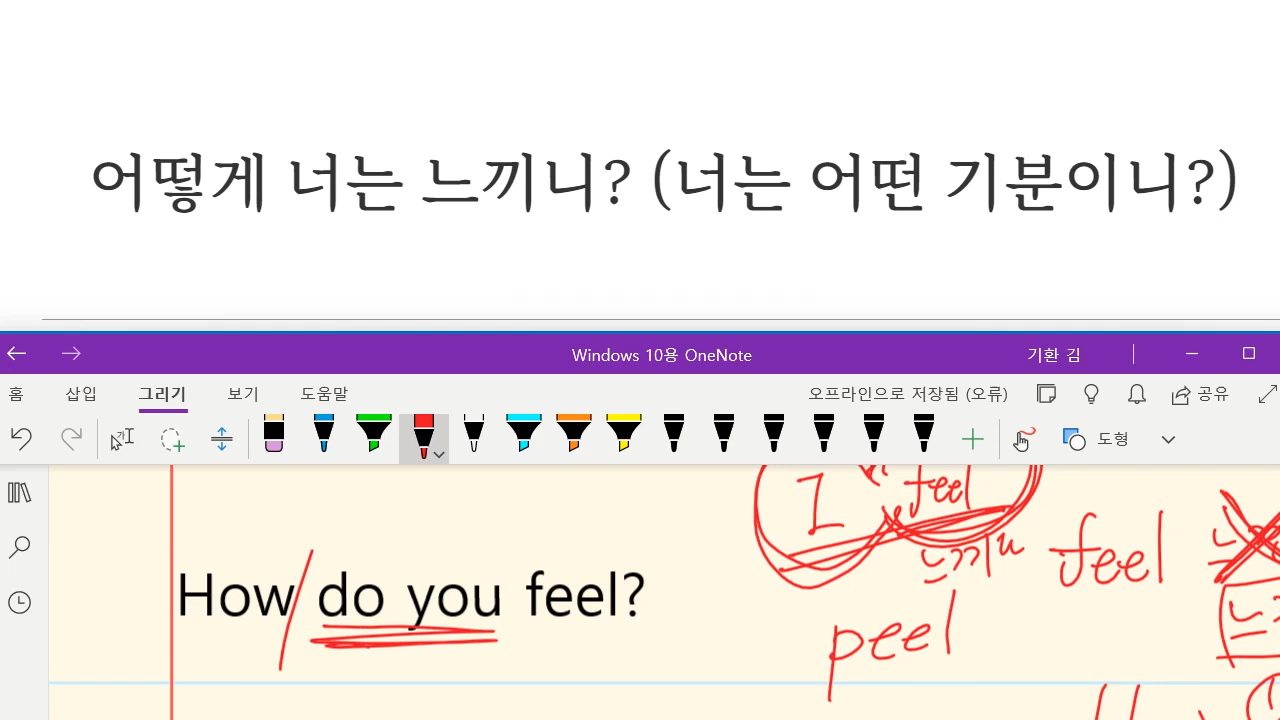 어떻게 너는 느끼니? (너는 어떤 기분이니?)
Windows 10용 OneNote
기환 김
홈 삽입 그리기 보기 도움말
오프라인으로 저장됨 (오류) 공유
도형
I feel
How do you feel?
feel
peel